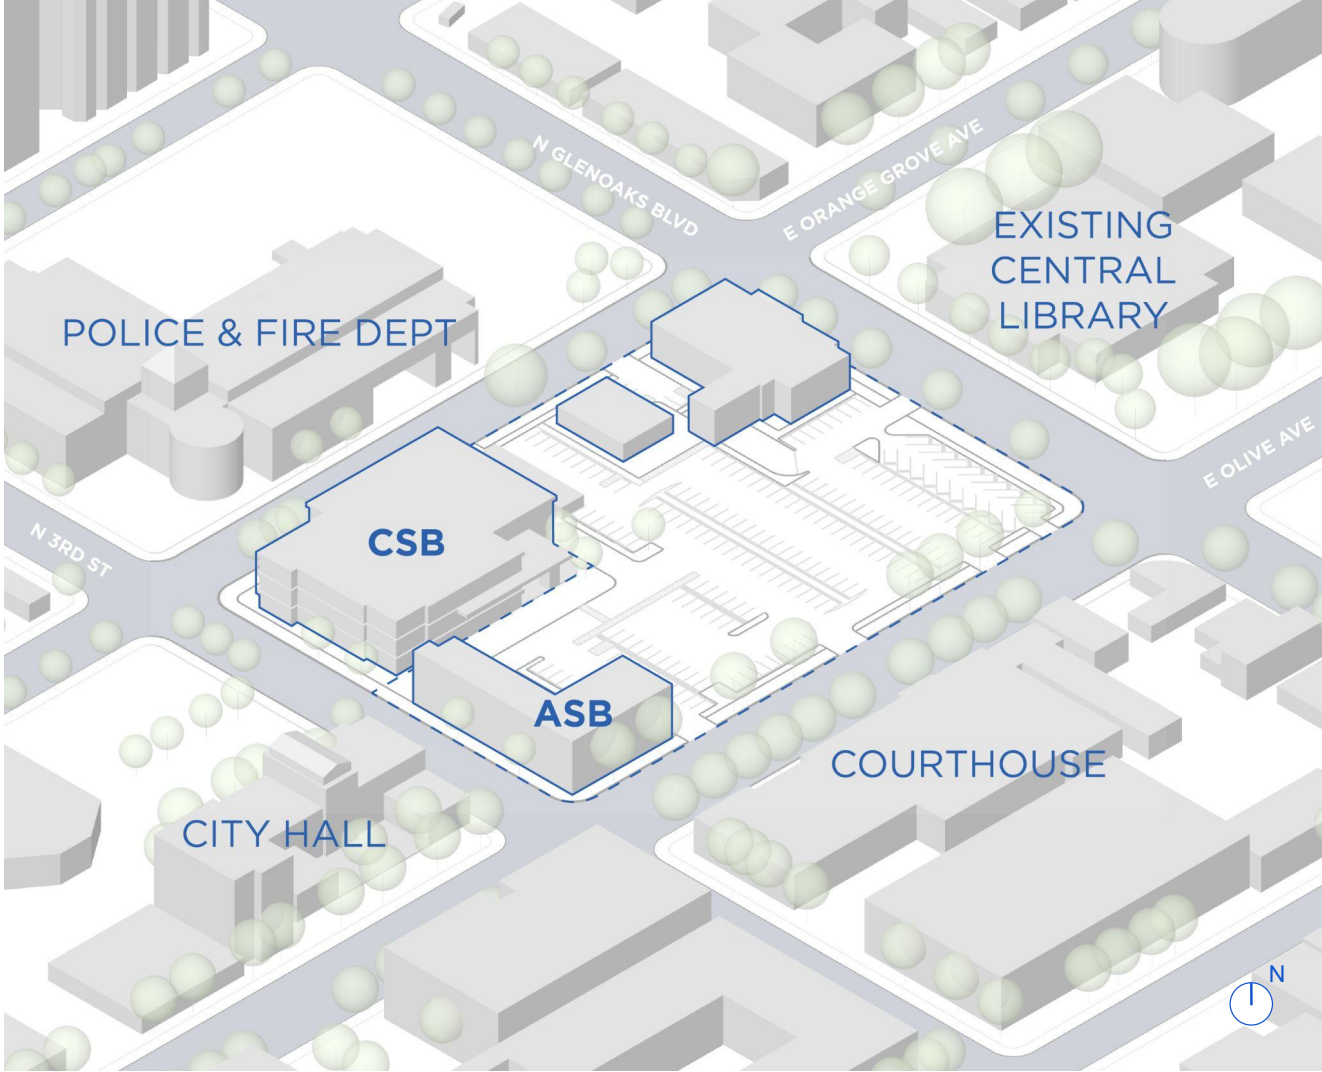 N GLENOAKS BLVD
E ORANGE GROVE AVE
EXISTING
CENTRAL
LIBRARY
POLICE & FIRE DEPT
E OLIVE AVE
N 3RD ST
CSB
ASB
COURTHOUSE
CITY HALL
N